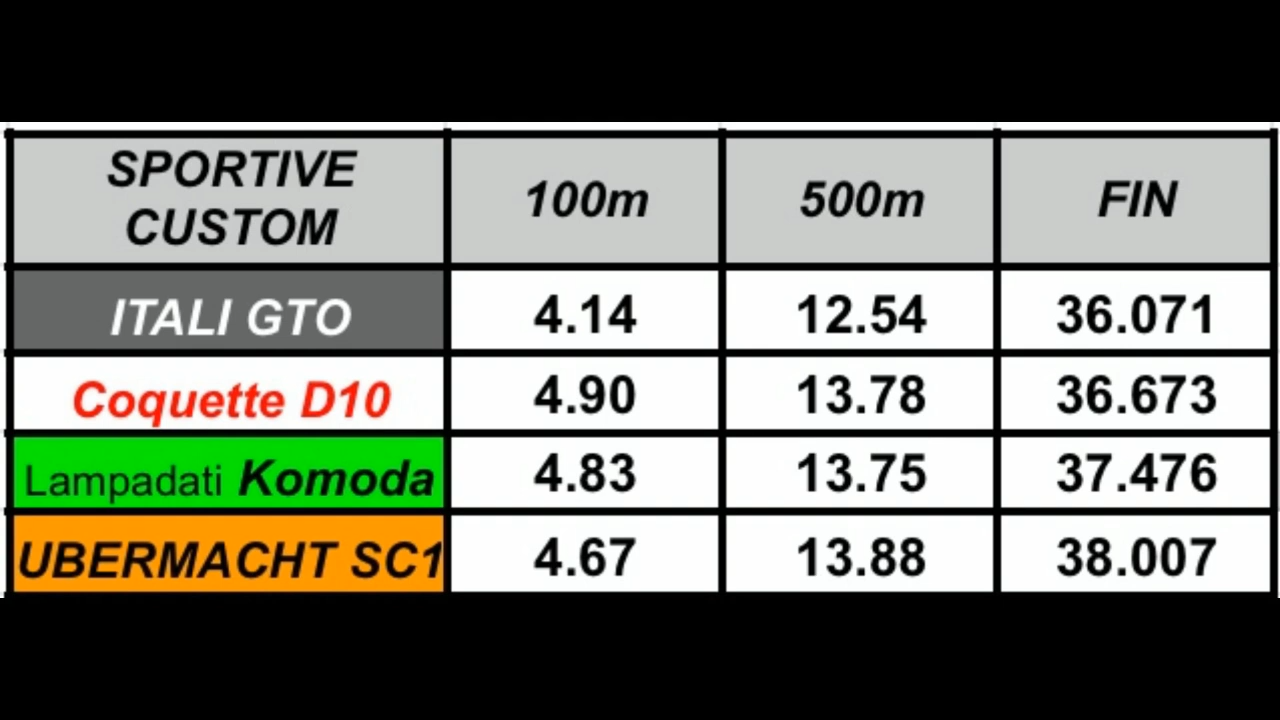 SPORTIVE
CUSTOM
100m
500m
FIN
ITALI GTO
4.14
12.54
36.071
Coquette D10
4.90
13.78
36.673
Lampadati Komoda
4.83
13.75
37.476
UBERMACHT SC1
4.67
13.88
38.007